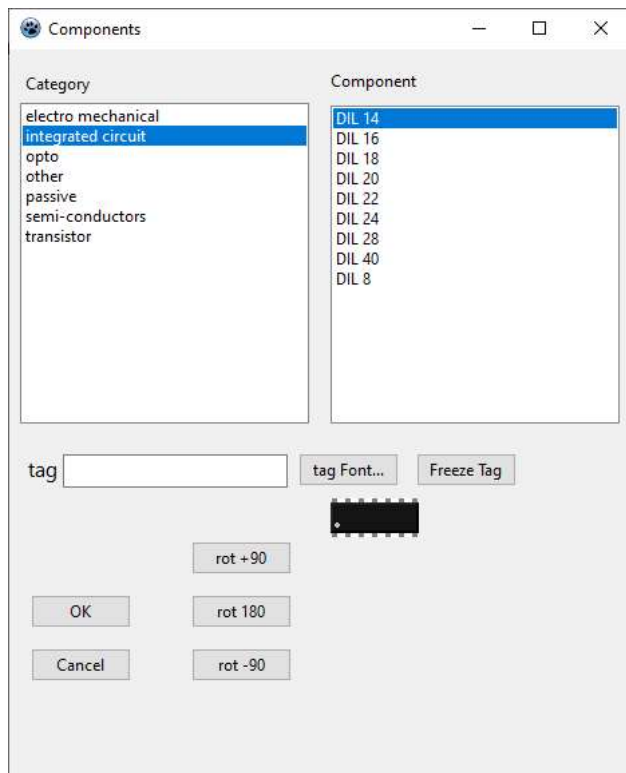 Components
Category
electro mechanical
integrated circuit
opto
other
passive
semi-conductors
transistor
Component
DIL 14
DIL 16
DIL 18
DIL 20
DIL 22
DIL 24
DIL 28
DIL 40
DIL 8
tag
tag Font...
Freeze Tag
rot +90
OK
rot 180
Cancel
rot -90